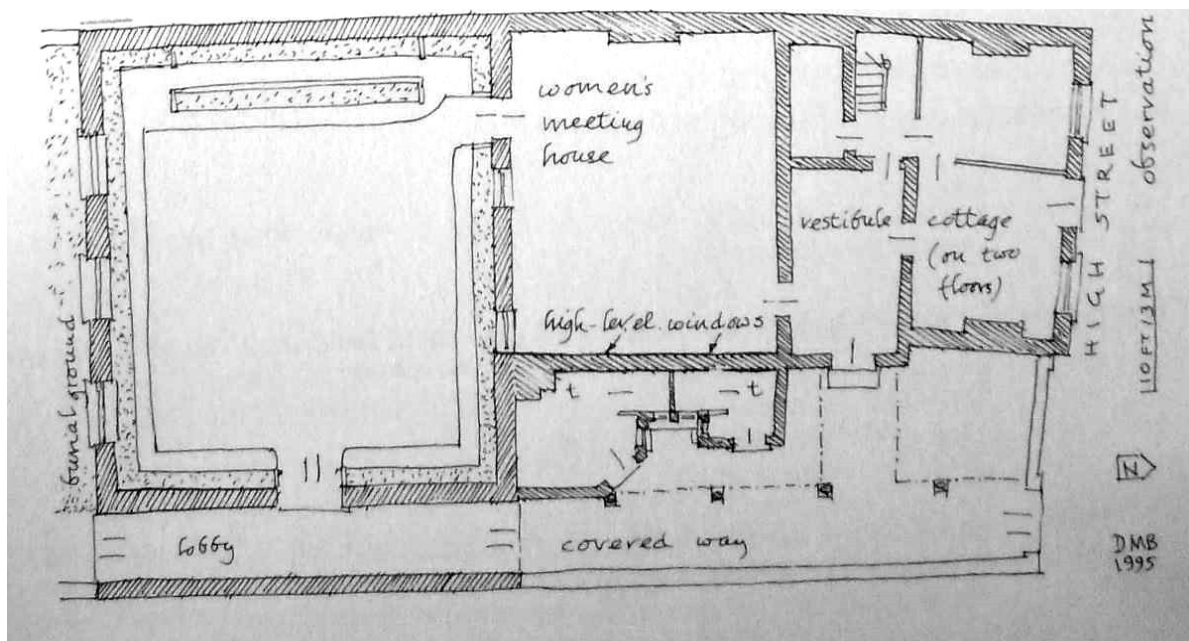 women's
meeting
house
vestibule
cottage
(on two
floors)
high-level windows
t
t
burial ground
lobby
covered way
HIGH STREET
observation
10FT/3M
N
DMB
1995